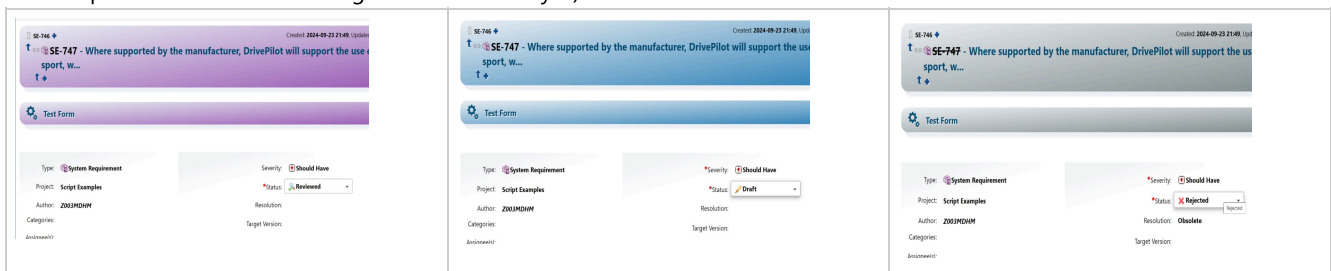 SE-746
Created: 2024-09-23 21:49, Update
SE-747 - Where supported by the manufacturer, DrivePilot will support the use
sport, w...
Test Form
Type: System Requirement
Severity: Should Have
Project: Script Examples
*Status: Reviewed
Author: Z003MDHM
Resolution:
Categories:
Target Version:
Assignee(s):
SE-746
Created: 2024-09-23 21:49, Upda
SE-747 - Where supported by the manufacturer, DrivePilot will support the use
sport, w...
Test Form
Type: System Requirement
*Severity: Should Have
Project: Script Examples
*Status: Draft
Author: Z003MDHM
Resolution:
Categories:
Target Version:
Assignee(s):
SE-746
Created: 2024-09-23 21:49, Upd
SE-747 - Where supported by the manufacturer, DrivePilot will support the us
sport, w...
Test Form
Type: System Requirement
*Severity: Should Have
Project: Script Examples
*Status: Rejected
Rejected
Author: Z003MDHM
Resolution: Obsolete
Categories:
Target Version:
Assignee(s):